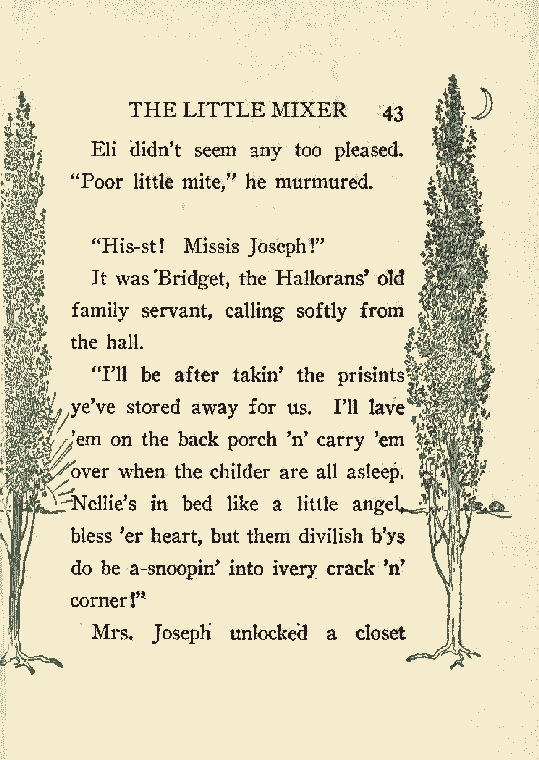 THE LITTLE MIXER 43
Eli didn't seem any too pleased.
"Poor little mite," he murmured.
"His-st! Missis Joseph!"
It was Bridget, the Hallorans' old
family servant, calling softly from
the hall.
"I'll be after takin' the prisints
ye've stored away for us. I'll lave
'em on the back porch 'n' carry 'em
over when the childer are all asleep.
Nellie's in bed like a little angel,
bless 'er heart, but them divilish b'ys
do be a-snoopin' into ivery crack 'n'
corner!"
Mrs. Joseph unlocked a closet